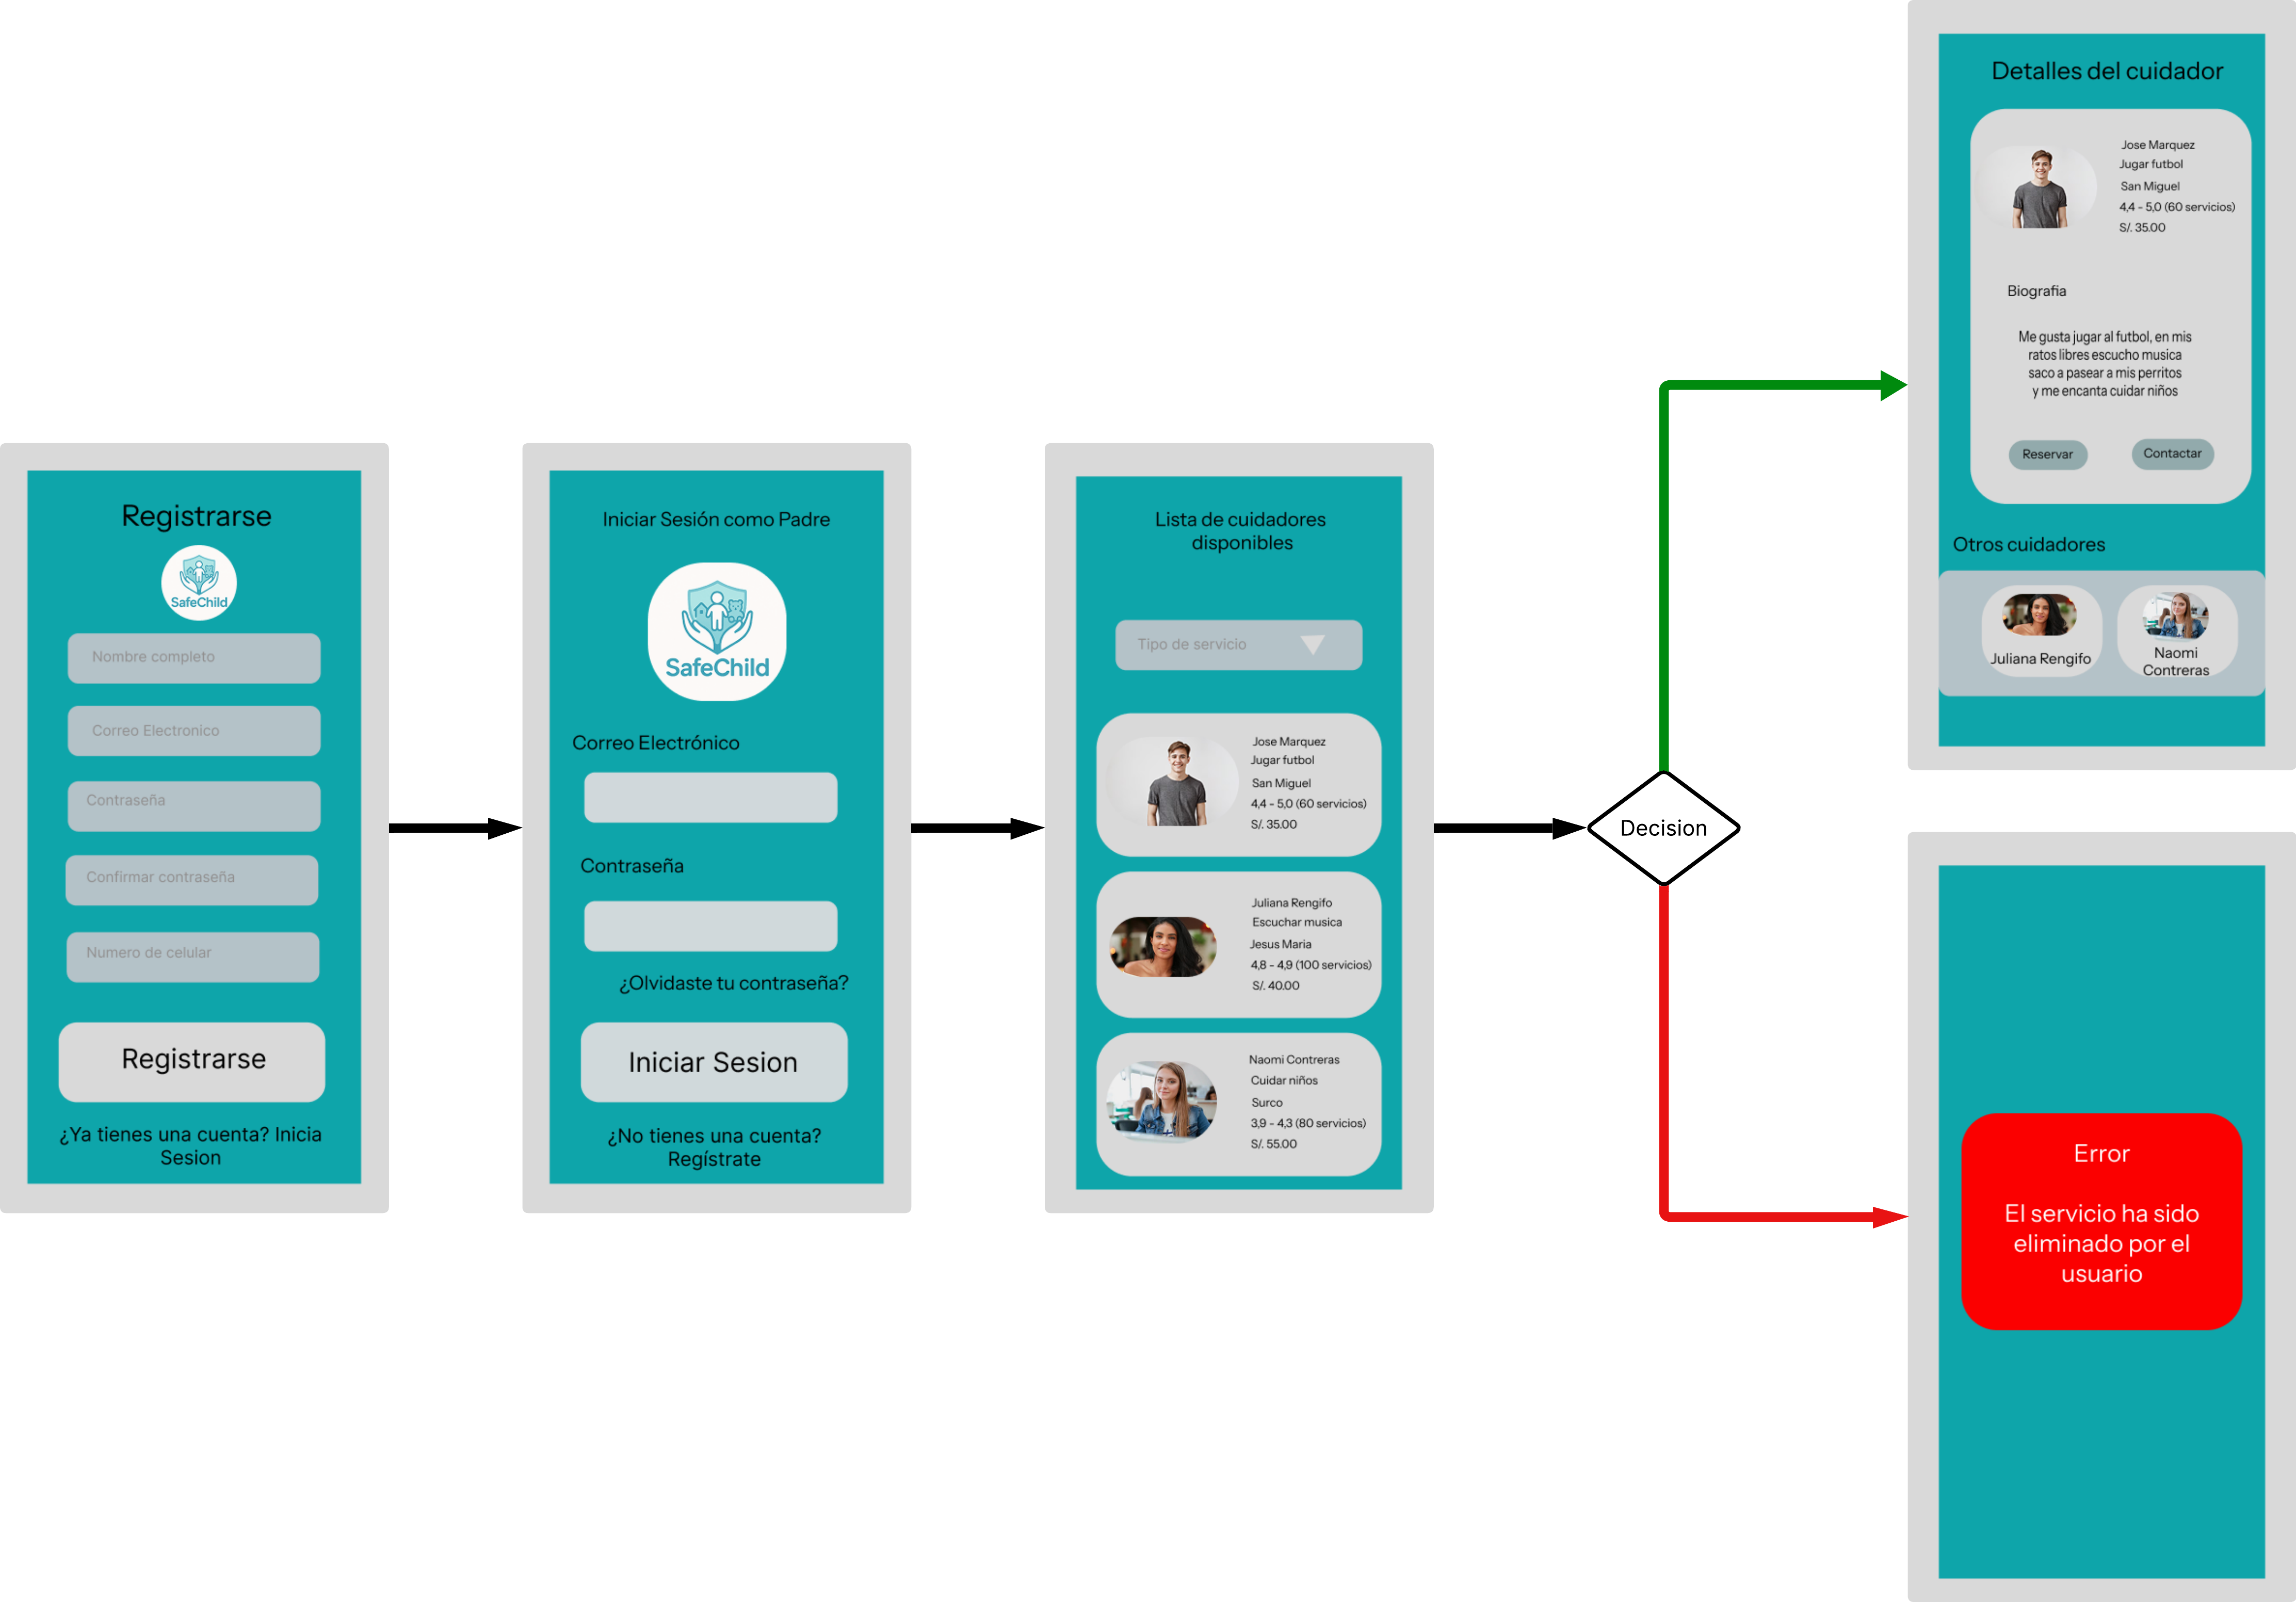 Registrarse
SafeChild
Nombre completo
Correo Electronico
Contraseña
Confirmar contraseña
Numero de celular
Registrarse
¿Ya tienes una cuenta? Inicia
Sesion
Iniciar Sesión como Padre
SafeChild
Correo Electrónico
Contraseña
¿Olvidaste tu contraseña?
Iniciar Sesion
¿No tienes una cuenta?
Regístrate
Lista de cuidadores
disponibles
Tipo de servicio
Jose Marquez
Jugar futbol
San Miguel
4,4 - 5,0 (60 servicios)
S/. 35.00
Juliana Rengifo
Escuchar musica
Jesus Maria
4,8 - 4,9 (100 servicios)
S/. 40.00
Naomi Contreras
Cuidar niños
Surco
3,9 - 4,3 (80 servicios)
S/. 55.00
Decision
Detalles del cuidador
Jose Marquez
Jugar futbol
San Miguel
4,4 - 5,0 (60 servicios)
S/. 35.00
Biografia
Me gusta jugar al futbol, en mis
ratos libres escucho musica
saco a pasear a mis perritos
y me encanta cuidar niños
Reservar
Contactar
Otros cuidadores
Juliana Rengifo
Naomi
Contreras
Error
El servicio ha sido
eliminado por el
usuario